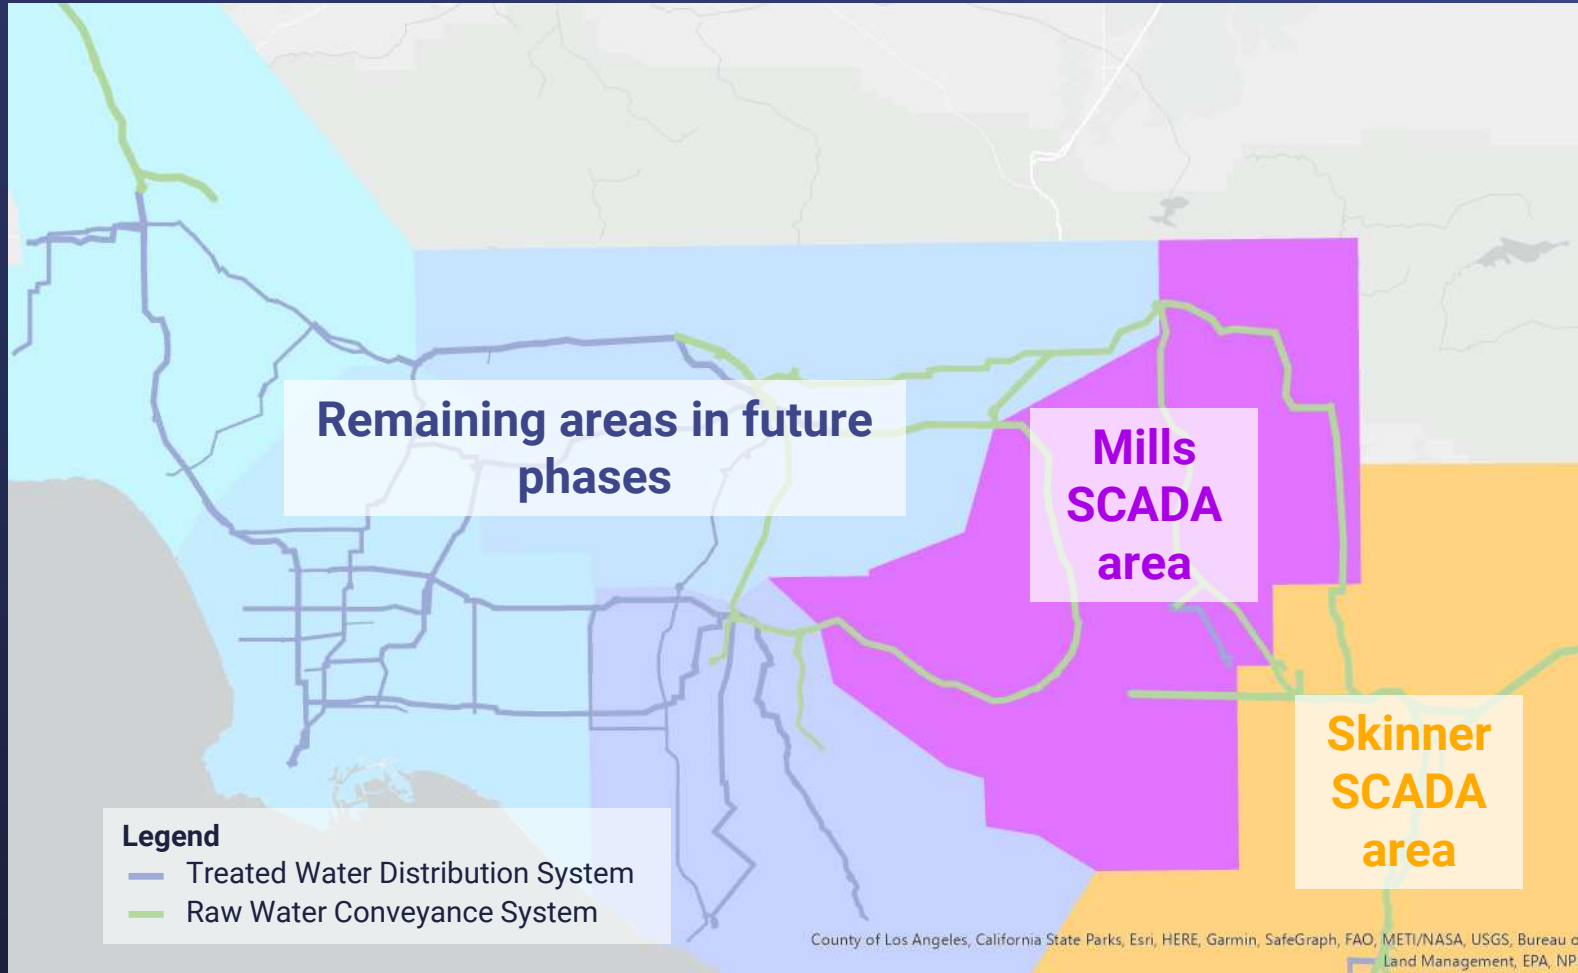 Remaining areas in future
phases
Mills
SCADA
area
Skinner
SCADA
area
Legend
Treated Water Distribution System
Raw Water Conveyance System
County of Los Angeles, California State Parks, Esri, HERE, Garmin, SafeGraph, FAO, METI/NASA, USGS, Bureau o
Land Management, EPA, NP